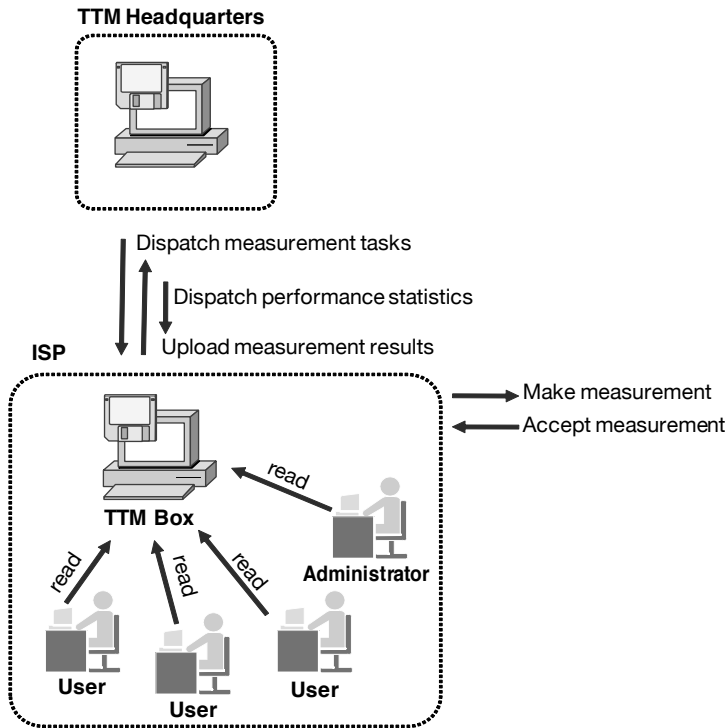 TTM Headquarters
Dispatch measurement tasks
Dispatch performance statistics
Upload measurement results
ISP
Make measurement
Accept measurement
read
TTM Box
Administrator
read
read
read
User
User
User